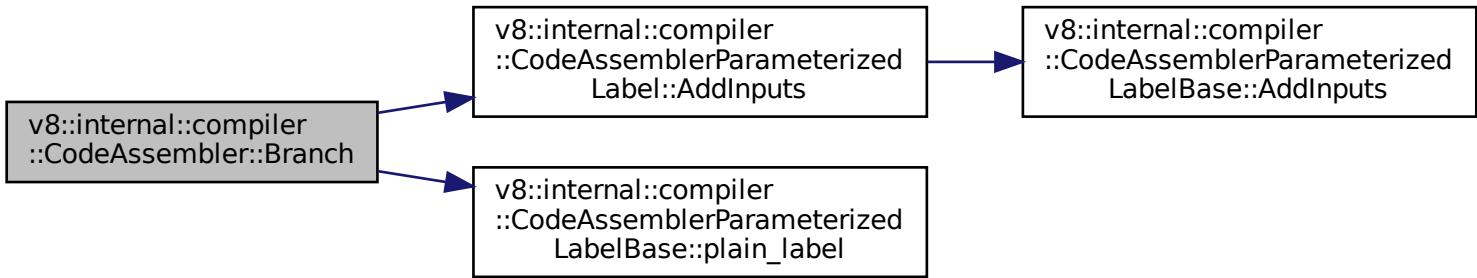 v8::internal::compiler
::CodeAssembler::Branch
v8::internal::compiler
::CodeAssemblerParameterized
Label::AddInputs
v8::internal::compiler
::CodeAssemblerParameterized
LabelBase::AddInputs
v8::internal::compiler
::CodeAssemblerParameterized
LabelBase::plain_label